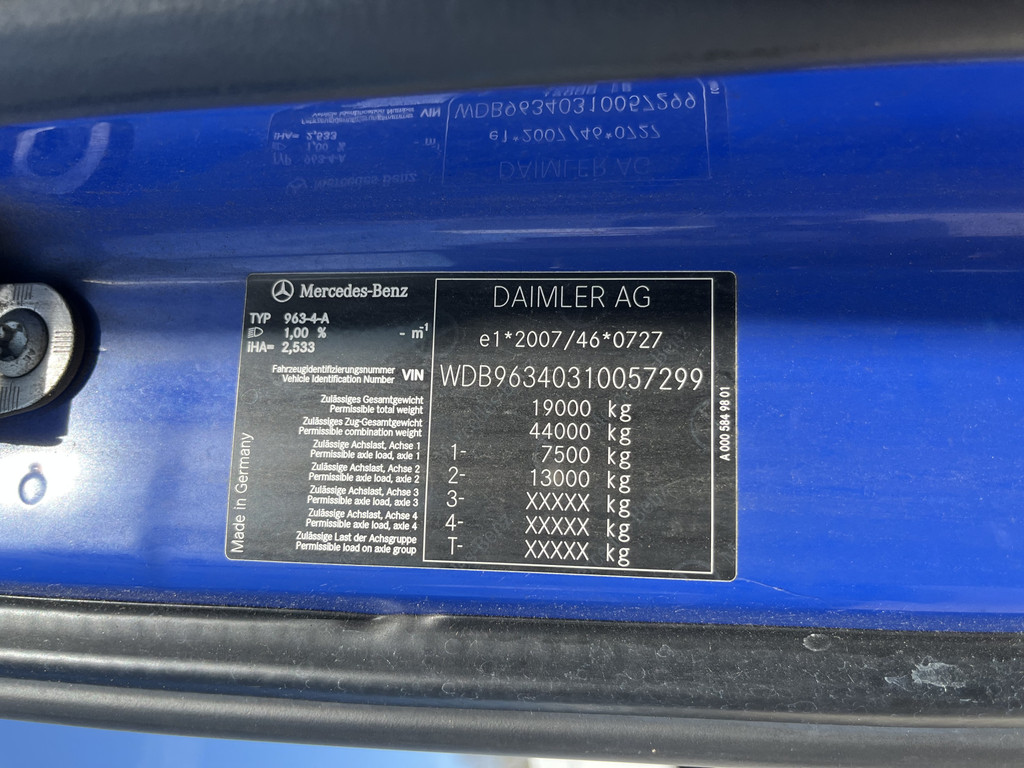 Mercedes-Benz
TYP 963-4-A
1,00 % - m⁻¹
iHA= 2,533
Fahrzeugidentifizierungsnummer
Vehicle Identification Number VIN
DAIMLER AG
e1*2007/46*0727
WDB96340310057299
Zulässiges Gesamtgewicht
Permissible total weight
19000 kg
Zulässiges Zug-Gesamtgewicht
Permissible combination weight
44000 kg
Zulässige Achslast, Achse 1
Permissible axle load, axle 1
1- 7500 kg
Zulässige Achslast, Achse 2
Permissible axle load, axle 2
2- 13000 kg
Zulässige Achslast, Achse 3
Permissible axle load, axle 3
3- XXXXX kg
Zulässige Achslast, Achse 4
Permissible axle load, axle 4
4- XXXXX kg
Zulässige Last der Achsgruppe
Permissible load on axle group
T- XXXXX kg
Made in Germany
A 000 584 98 01